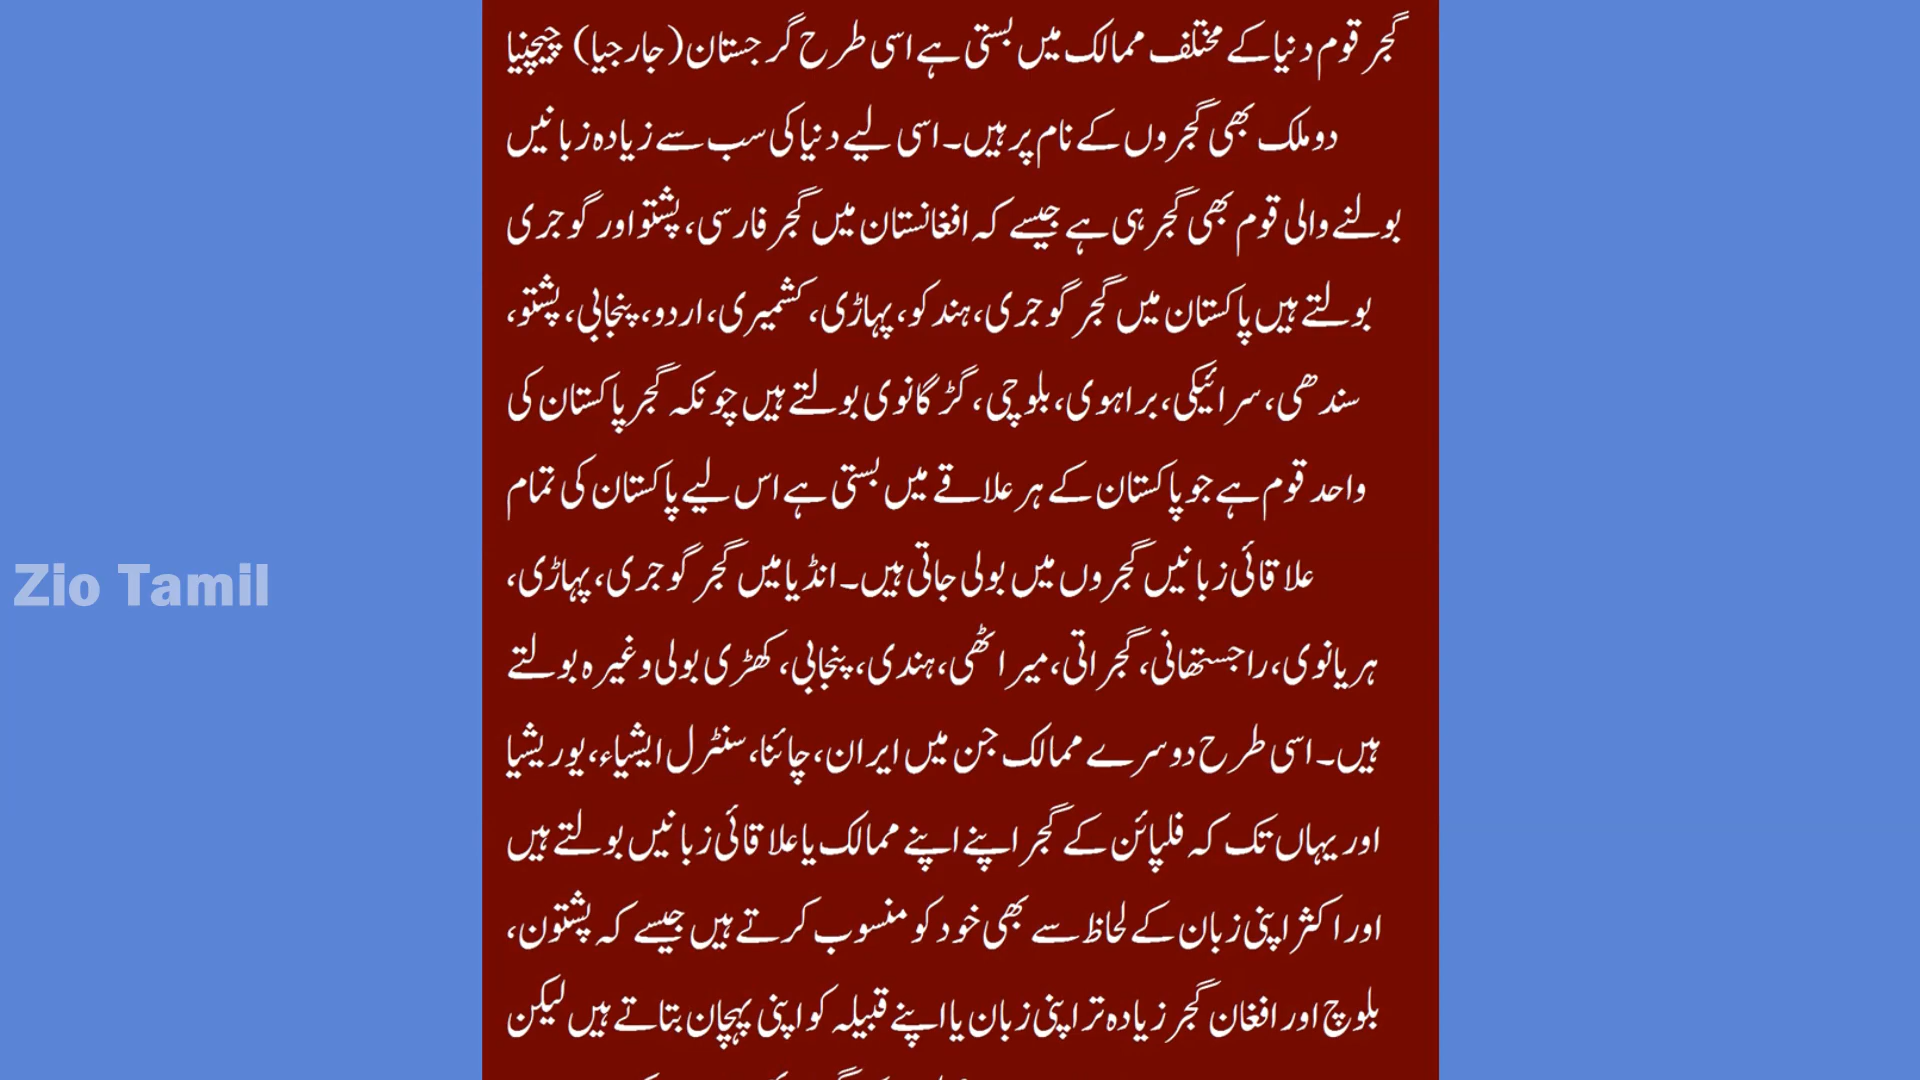 گجر قوم دنیا کے مختلف ممالک میں بستی ہے اسی طرح گرجستان (جارجیا) چیچنیا
دو ملک بھی گجروں کے نام پر ہیں۔ اسی لیے دنیا کی سب سے زیادہ زبانیں
بولنے والی قوم بھی گجر ہی ہے جیسے کہ افغانستان میں گجر فارسی، پشتو اور گوجری
بولتے ہیں پاکستان میں گجر گوجری، ہندکو، پہاڑی، کشمیری، اردو، پنجابی، پشتو،
سندھی، سرائیکی، براہوی، بلوچی، گڑگانوی بولتے ہیں چونکہ گجر پاکستان کی
واحد قوم ہے جو پاکستان کے ہر علاقے میں بستی ہے اس لیے پاکستان کی تمام
علاقائی زبانیں گجروں میں بولی جاتی ہیں۔ انڈیا میں گجر گوجری، پہاڑی،
ہریانوی، راجستھانی، گجراتی، میراٹھی، ہندی، پنجابی، کھڑی بولی وغیرہ بولتے
ہیں۔ اسی طرح دوسرے ممالک جن میں ایران، چائنا، سنٹرل ایشیاء، یوریشیا
اور یہاں تک کہ فلپائن کے گجر اپنے اپنے ممالک یا علاقائی زبانیں بولتے ہیں
اور اکثر اپنی زبان کے لحاظ سے بھی خود کو منسوب کرتے ہیں جیسے کہ پشتون،
بلوچ اور افغان گجر زیادہ تر اپنی زبان یا اپنے قبیلہ کو اپنی پہچان بتاتے ہیں لیکن
Zio Tamil